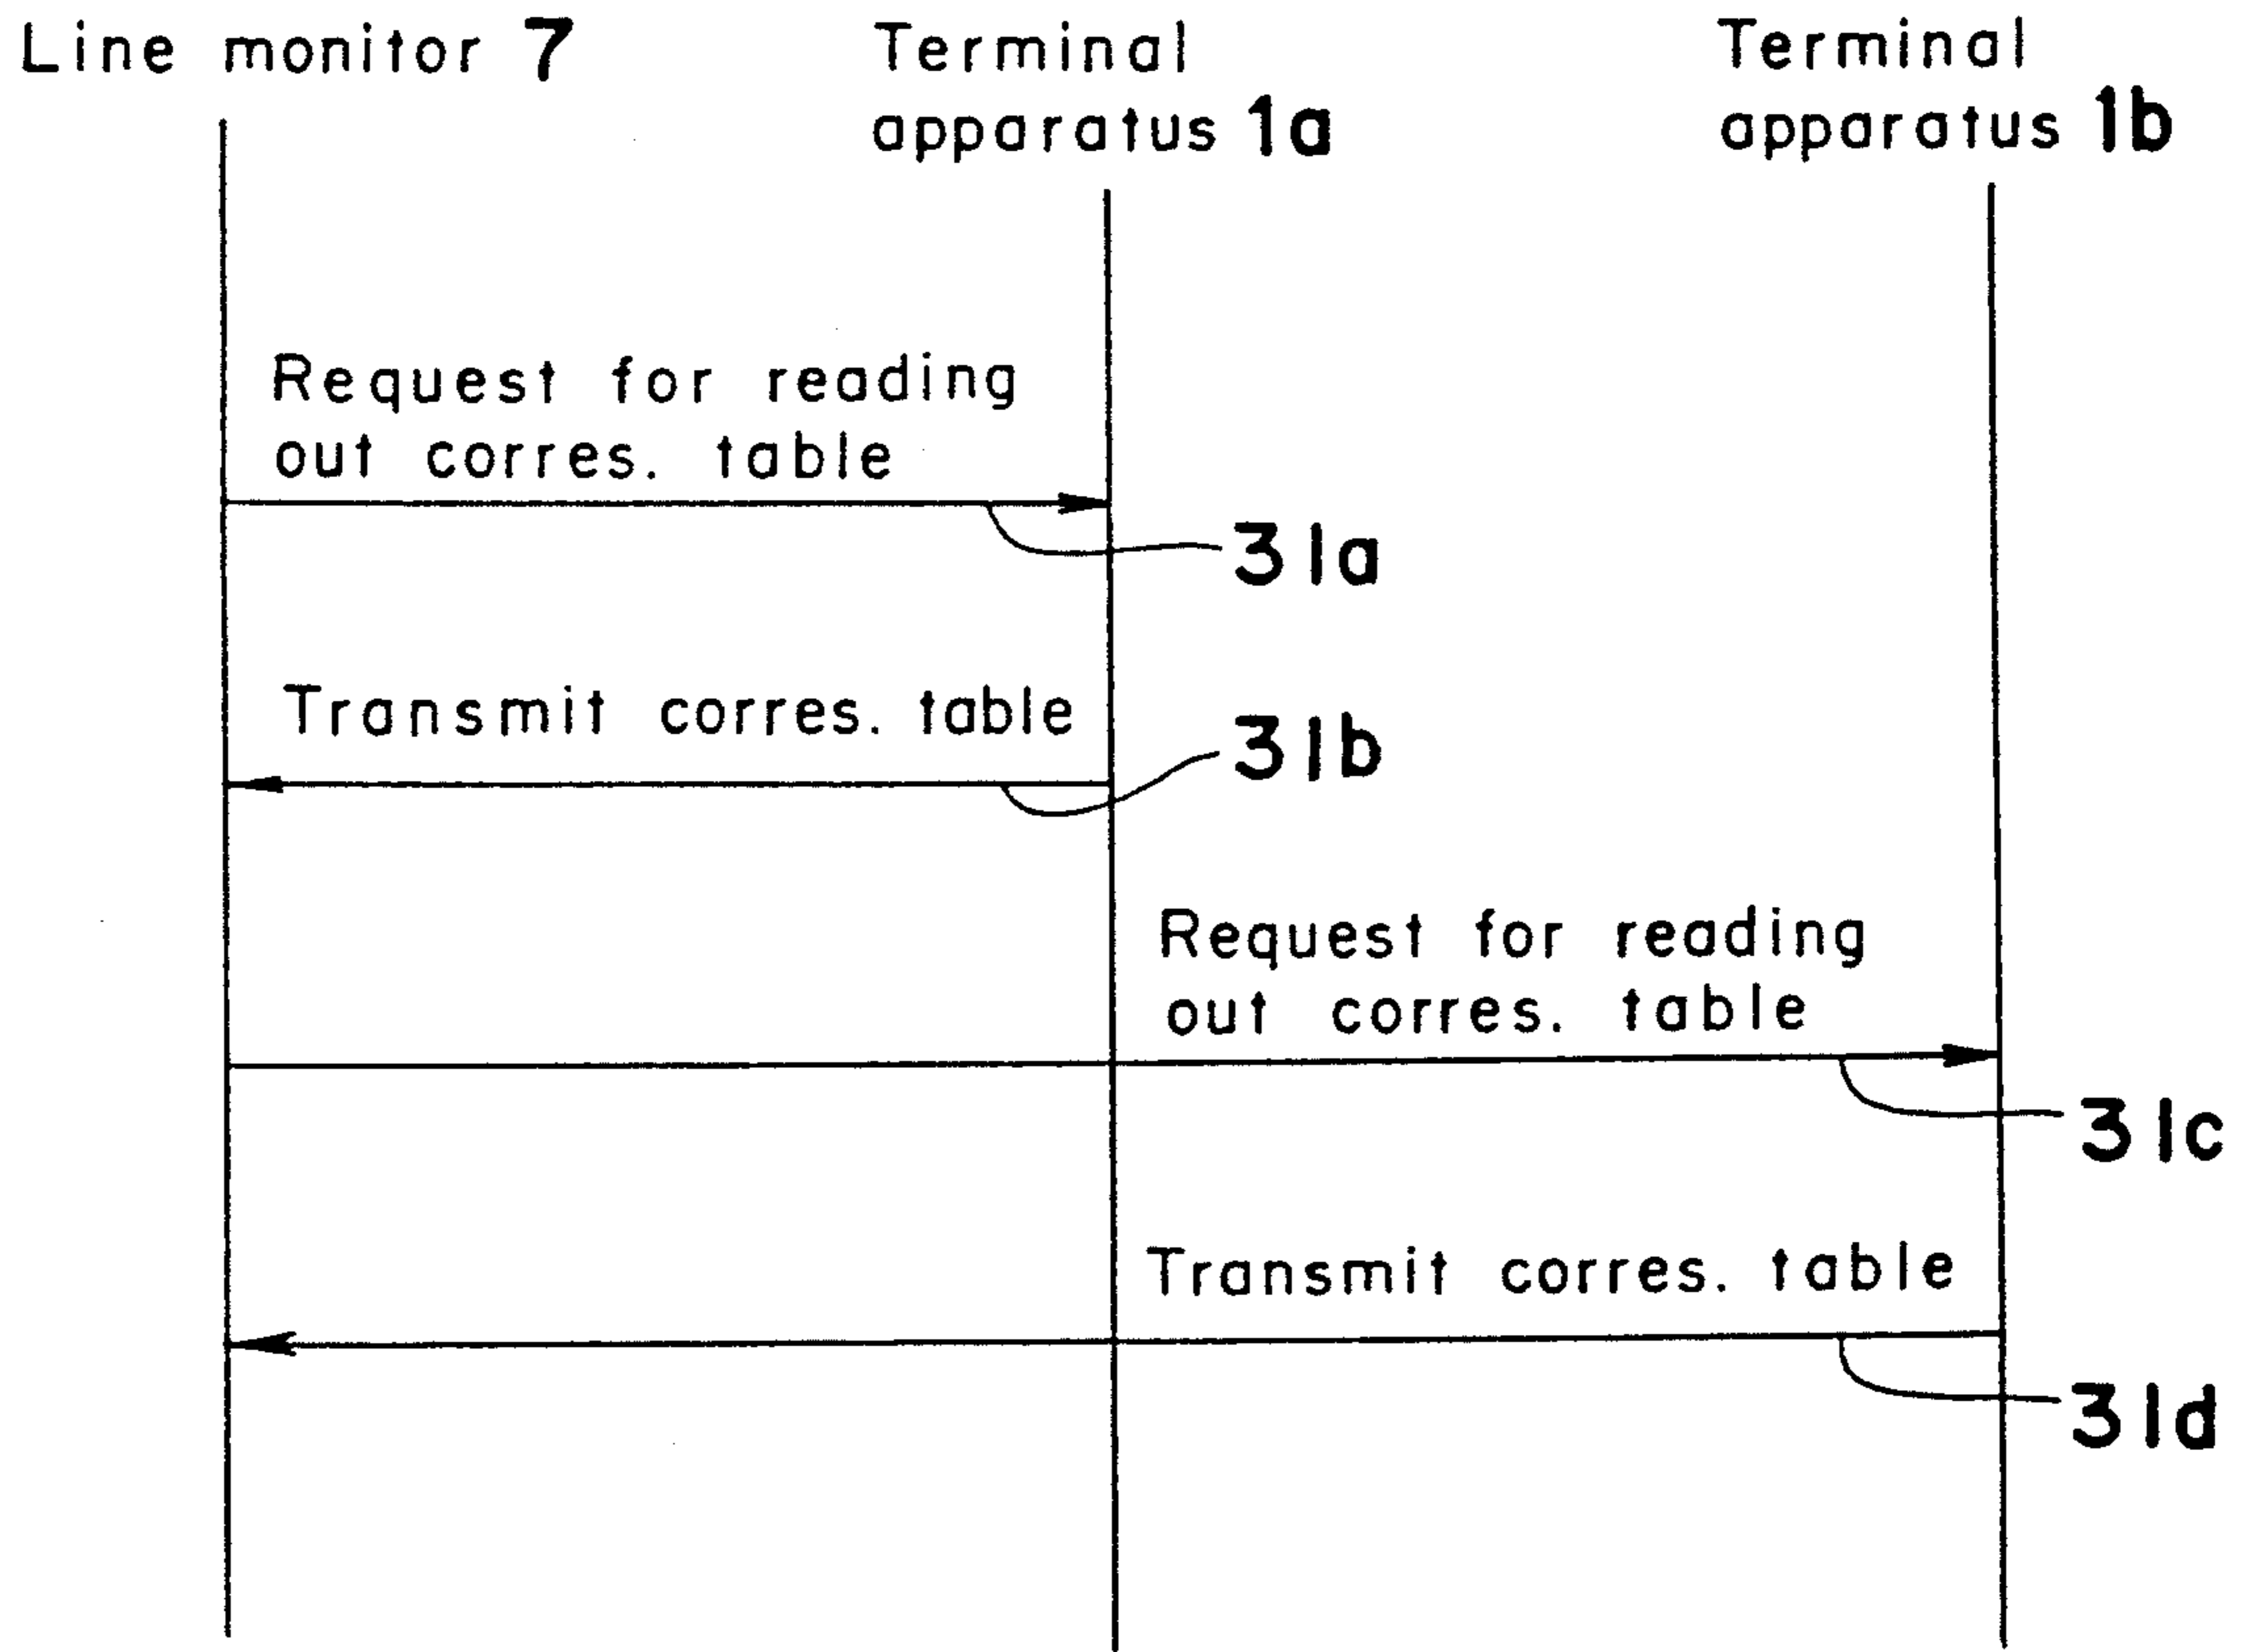 Line monitor 7
Terminal
apparatus 1a
Terminal
apparatus 1b
Request for reading
out corres. table
31a
Transmit corres. table
31b
Request for reading
out corres. table
31c
Transmit corres. table
31d